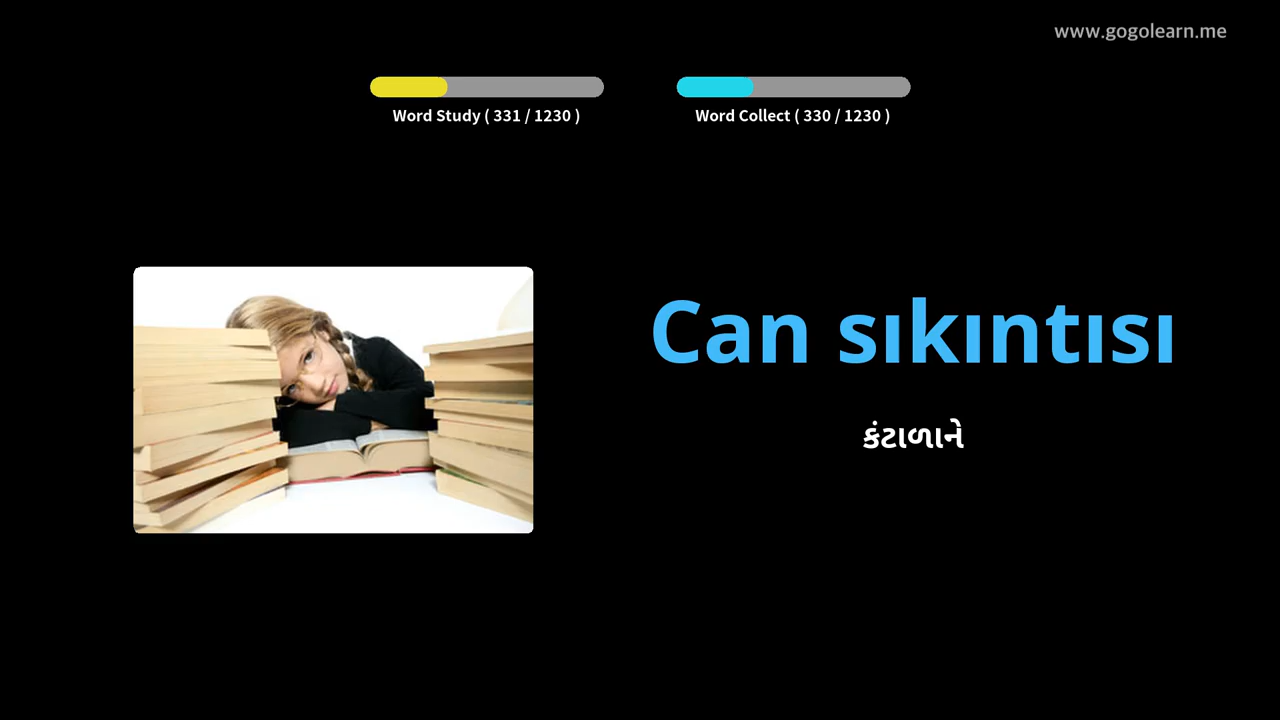 www.gogolearn.me
Word Study ( 331 / 1230 )
Word Collect ( 330 / 1230 )
Can sıkıntısı
કંટાળાને